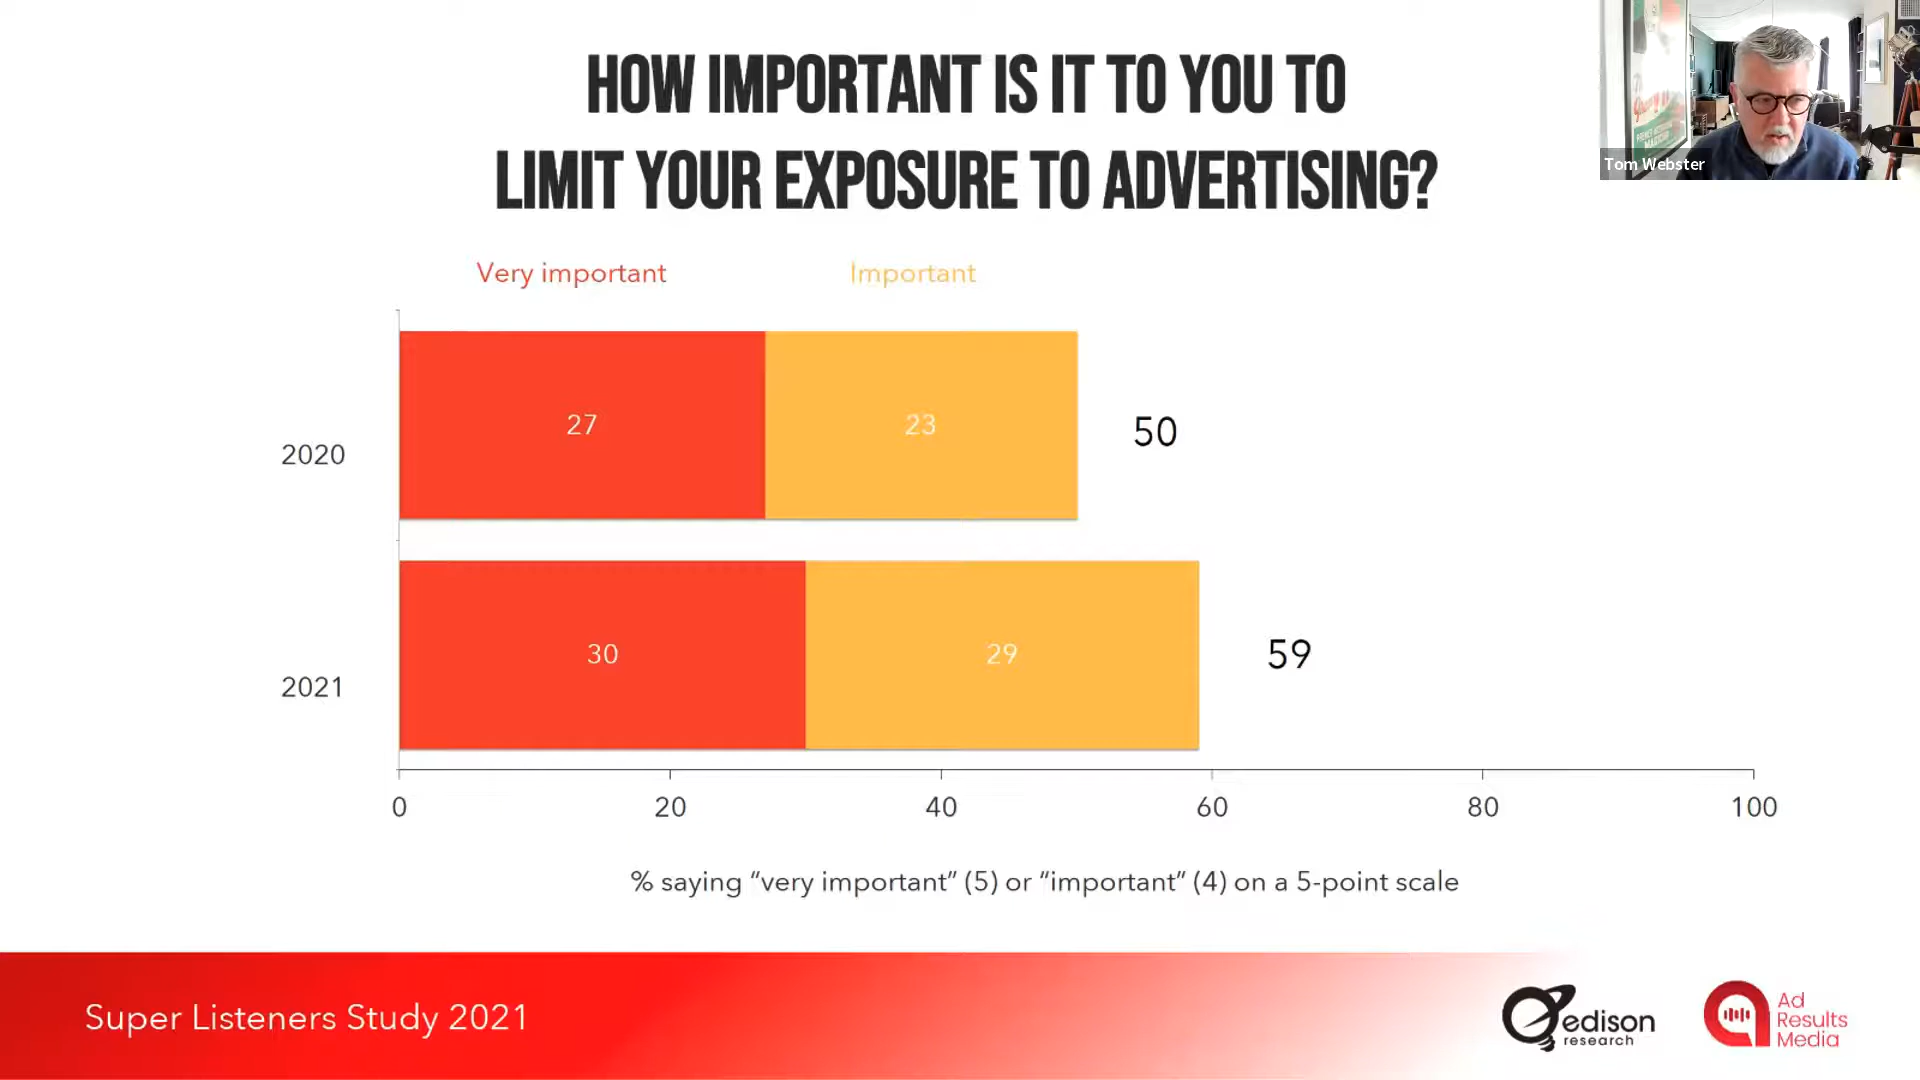 HOW IMPORTANT IS IT TO YOU TO
LIMIT YOUR EXPOSURE TO ADVERTISING?
Tom Webster
Very important
Important
2020
27
23
50
2021
30
29
59
0
20
40
60
80
100
% saying “very important” (5) or “important” (4) on a 5-point scale
Super Listeners Study 2021
edison
research
Ad
Results
Media